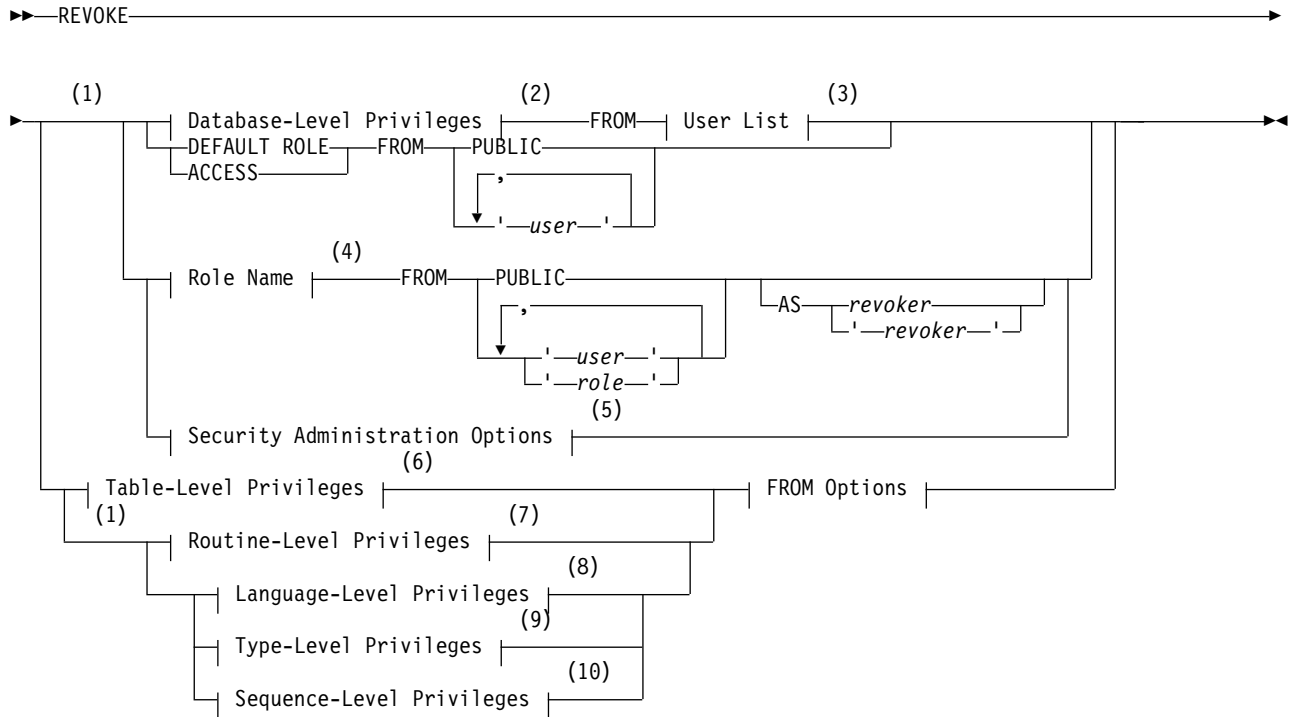 REVOKE
(1) (2) (3)
Database-Level Privileges FROM User List
DEFAULT ROLE FROM PUBLIC
ACCESS ,
' user '
(4)
Role Name FROM PUBLIC
, AS revoker
' revoker '
' user '
' role '
(5)
Security Administration Options
(6)
Table-Level Privileges FROM Options
(1) (7)
Routine-Level Privileges
(8)
Language-Level Privileges
(9)
Type-Level Privileges
(10)
Sequence-Level Privileges